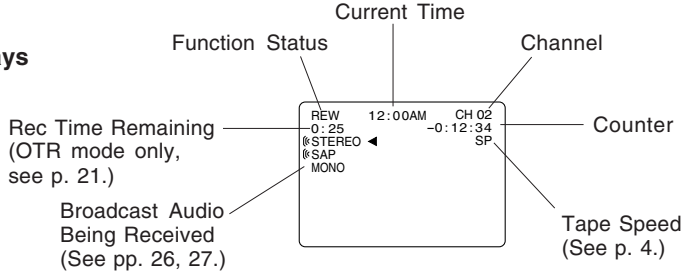 Current Time
Function Status
Channel
ays
REW 12:00AM CH 02
0:25 -0:12:34
STEREO ◄ SP
SAP
MONO
Counter
Rec Time Remaining
(OTR mode only,
see p. 21.)
Broadcast Audio
Being Received
(See pp. 26, 27.)
Tape Speed
(See p. 4.)